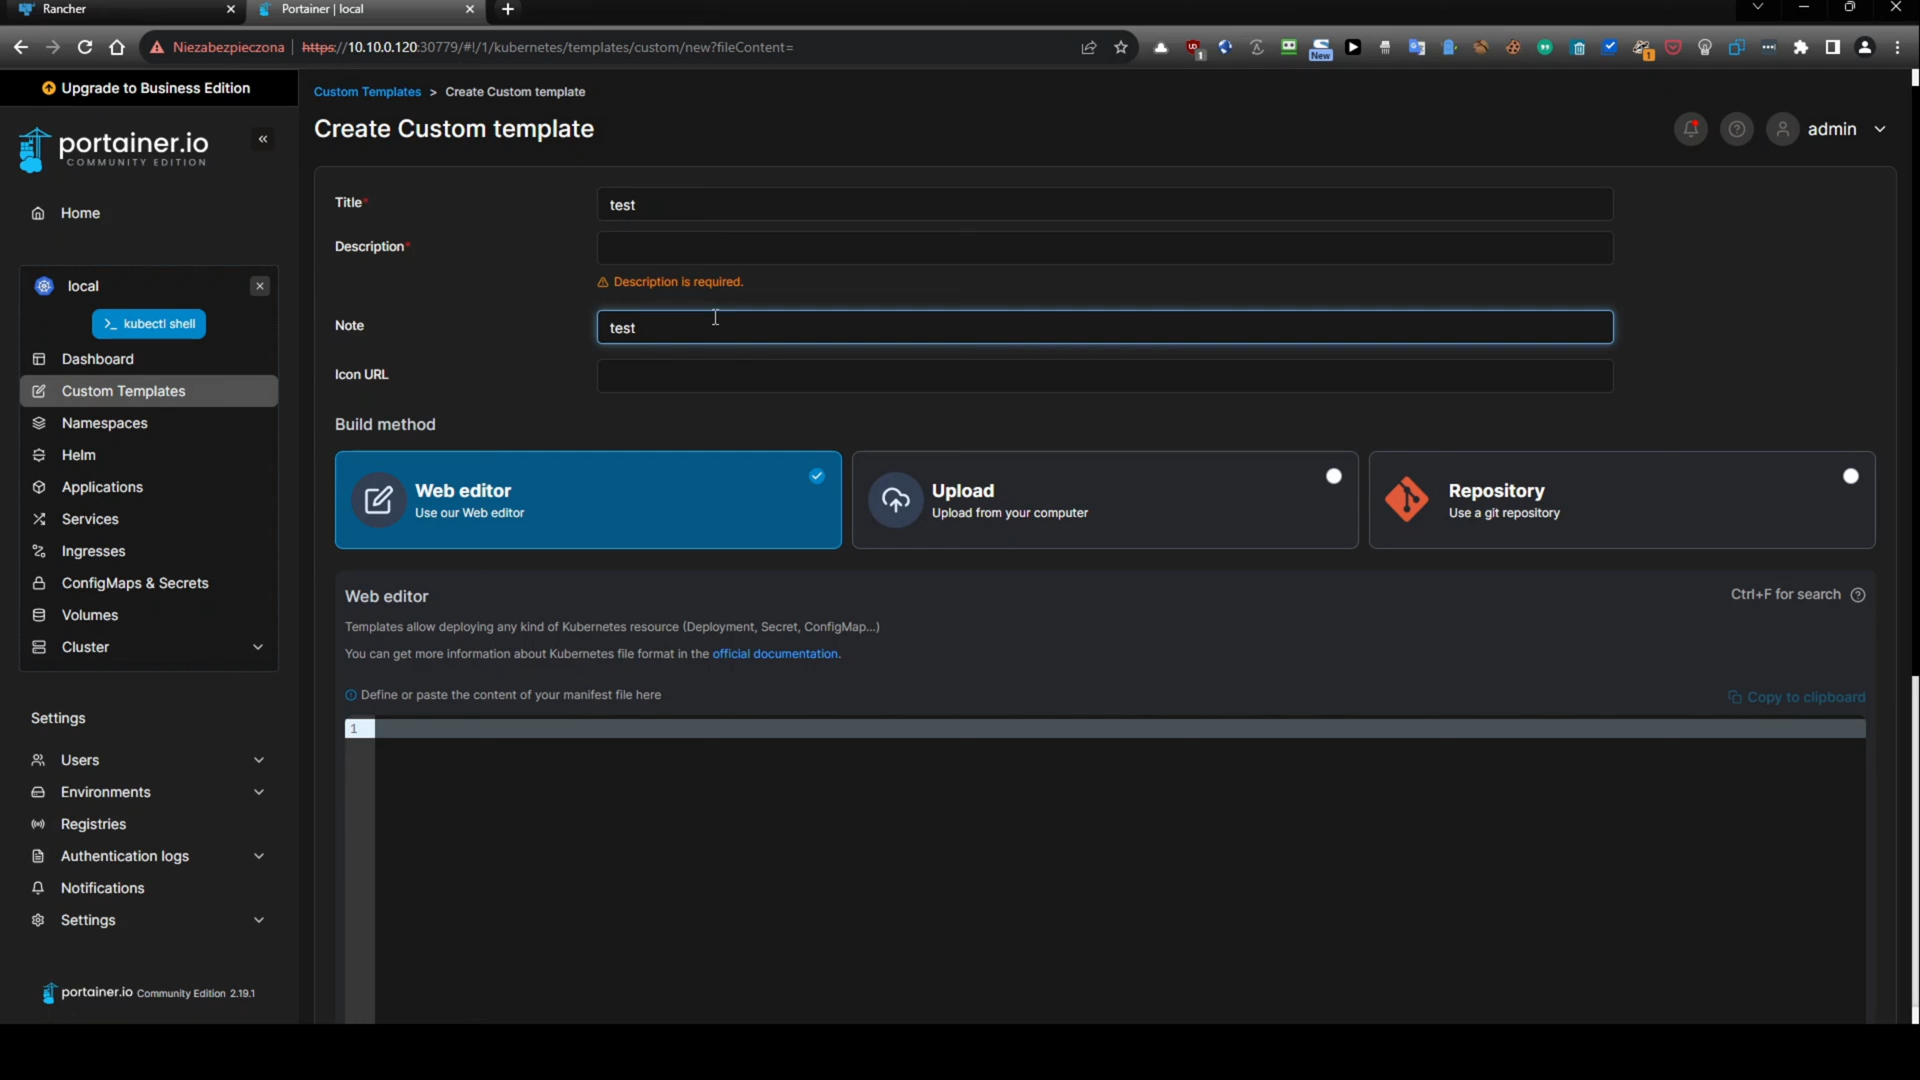 Rancher
Portainer | local
Niezabezpieczona
https://10.10.0.120:30779/#!/1/kubernetes/templates/custom/new?fileContent=
1
New
1
Upgrade to Business Edition
portainer.io
COMMUNITY EDITION
Home
local
>_ kubectl shell
Dashboard
Custom Templates
Namespaces
Helm
Applications
Services
Ingresses
ConfigMaps & Secrets
Volumes
Cluster
Settings
Users
Environments
Registries
Authentication logs
Notifications
Settings
portainer.io Community Edition 2.19.1
Custom Templates > Create Custom template
Create Custom template
admin
Title*
test
Description*
Description is required.
Note
test
Icon URL
Build method
Web editor
Use our Web editor
Upload
Upload from your computer
Repository
Use a git repository
Web editor
Ctrl+F for search
Templates allow deploying any kind of Kubernetes resource (Deployment, Secret, ConfigMap...)
You can get more information about Kubernetes file format in the official documentation.
Define or paste the content of your manifest file here
Copy to clipboard
1